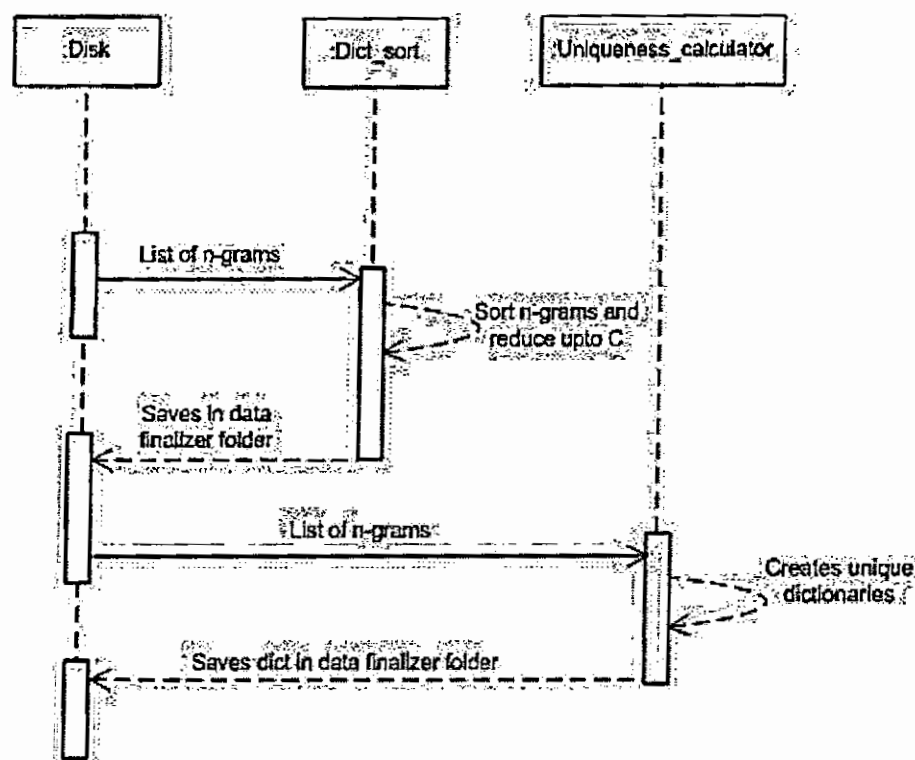 :Disk
:Dict_sort
:Uniqueness_calculator
List of n-grams
Sort n-grams and
reduce upto C
Saves in data
finalizer folder
List of n-grams
Creates unique
dictionaries
Saves dict in data finalizer folder